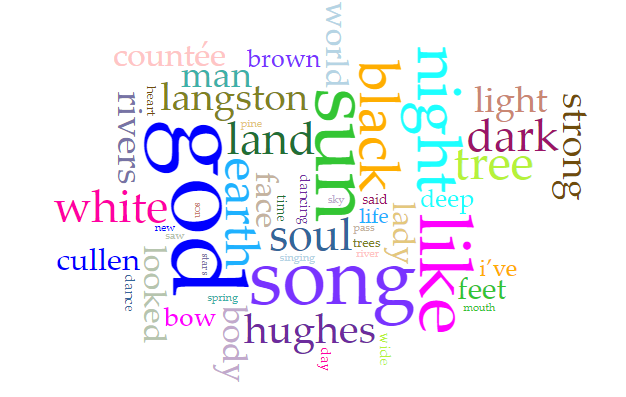 world
countée
brown
night
man
black
heart
sun
light
strong
rivers
langston
pine
god
land
dark
tree
earth
face
dancing
sky
said
deep
white
time
life
lady
son
new
saw
soul
pass
trees
like
cullen
stars
looked
singing
river
song
i've
dance
feet
spring
mouth
bow
body
hughes
day
wide